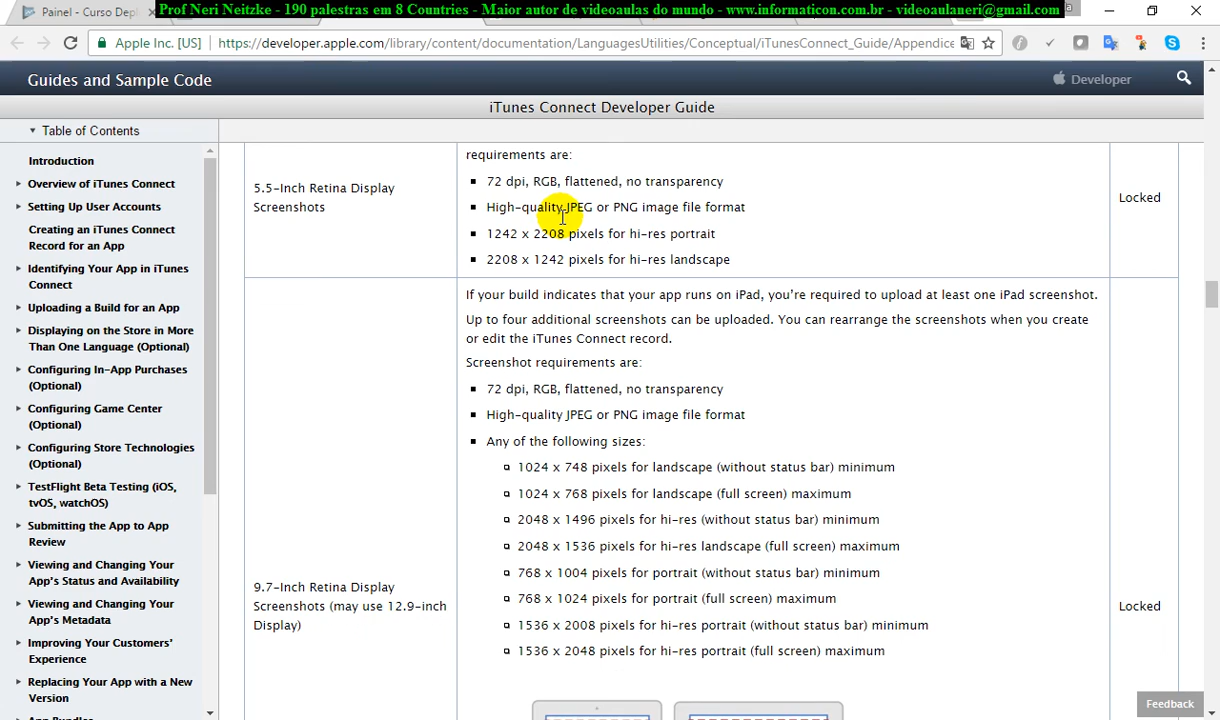 Prof Neri Neitzke - 190 palestras em 8 Countries - Maior autor de videoaulas do mundo - www.informaticon.com.br - videoaulaneri@gmail.com
Painel - Curso Depl
Apple Inc. [US] https://developer.apple.com/library/content/documentation/LanguagesUtilities/Conceptual/iTunesConnect_Guide/Appendice
Guides and Sample Code
Developer
iTunes Connect Developer Guide
Table of Contents
Introduction
Overview of iTunes Connect
Setting Up User Accounts
Creating an iTunes Connect
Record for an App
Identifying Your App in iTunes
Connect
Uploading a Build for an App
Displaying on the Store in More
Than One Language (Optional)
Configuring In-App Purchases
(Optional)
Configuring Game Center
(Optional)
Configuring Store Technologies
(Optional)
TestFlight Beta Testing (iOS,
tvOS, watchOS)
Submitting the App to App
Review
Viewing and Changing Your
App's Status and Availability
Viewing and Changing Your
App's Metadata
Improving Your Customers'
Experience
Replacing Your App with a New
Version
App Bundles
5.5-Inch Retina Display
Screenshots
requirements are:
72 dpi, RGB, flattened, no transparency
High-quality JPEG or PNG image file format
1242 x 2208 pixels for hi-res portrait
2208 x 1242 pixels for hi-res landscape
Locked
9.7-Inch Retina Display
Screenshots (may use 12.9-inch
Display)
If your build indicates that your app runs on iPad, you're required to upload at least one iPad screenshot.
Up to four additional screenshots can be uploaded. You can rearrange the screenshots when you create
or edit the iTunes Connect record.
Screenshot requirements are:
72 dpi, RGB, flattened, no transparency
High-quality JPEG or PNG image file format
Any of the following sizes:
1024 x 748 pixels for landscape (without status bar) minimum
1024 x 768 pixels for landscape (full screen) maximum
2048 x 1496 pixels for hi-res (without status bar) minimum
2048 x 1536 pixels for hi-res landscape (full screen) maximum
768 x 1004 pixels for portrait (without status bar) minimum
768 x 1024 pixels for portrait (full screen) maximum
1536 x 2008 pixels for hi-res portrait (without status bar) minimum
1536 x 2048 pixels for hi-res portrait (full screen) maximum
Locked
Feedback